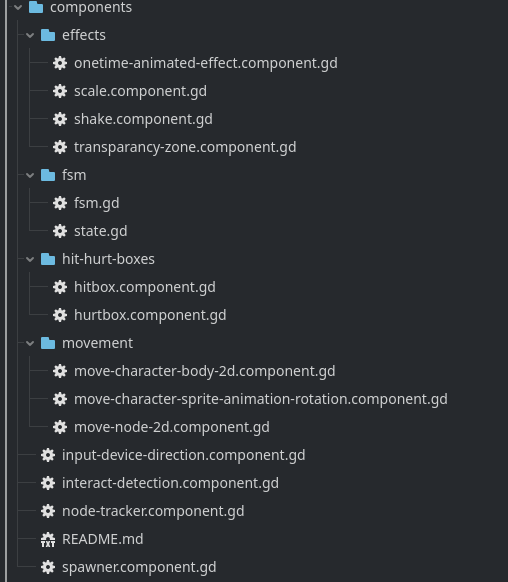 components
effects
onetime-animated-effect.component.gd
scale.component.gd
shake.component.gd
transparancy-zone.component.gd
fsm
fsm.gd
state.gd
hit-hurt-boxes
hitbox.component.gd
hurtbox.component.gd
movement
move-character-body-2d.component.gd
move-character-sprite-animation-rotation.component.gd
move-node-2d.component.gd
input-device-direction.component.gd
interact-detection.component.gd
node-tracker.component.gd
README.md
spawner.component.gd